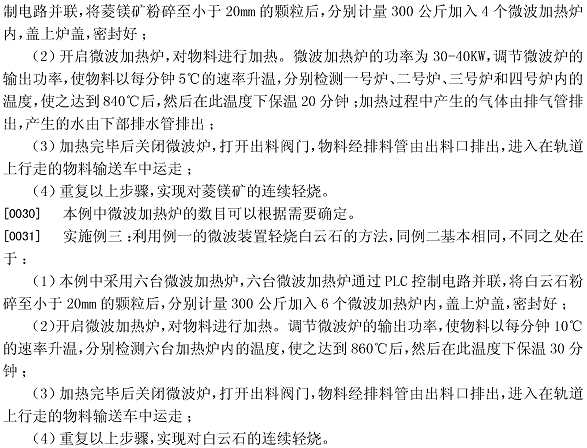 制电路并联,将菱镁矿粉碎至小于 20mm 的颗粒后,分别计量 300 公斤加入 4 个微波加热炉
内,盖上炉盖,密封好;
(2)开启微波加热炉,对物料进行加热。微波加热炉的功率为 30-40KW,调节微波炉的
输出功率,使物料以每分钟 5℃的速率升温,分别检测一号炉、二号炉、三号炉和四号炉内的
温度,使之达到 840℃后,然后在此温度下保温 20 分钟;加热过程中产生的气体由排气管排
出,产生的水由下部排水管排出;
(3)加热完毕后关闭微波炉,打开出料阀门,物料经排料管由出料口排出,进入在轨道
上行走的物料输送车中运走;
(4)重复以上步骤,实现对菱镁矿的连续轻烧。
[0030] 本例中微波加热炉的数目可以根据需要确定。
[0031] 实施例三:利用例一的微波装置轻烧白云石的方法,同例二基本相同,不同之处在
于:
(1)本例中采用六台微波加热炉,六台微波加热炉通过 PLC 控制电路并联,将白云石粉
碎至小于 20mm 的颗粒后,分别计量 300 公斤加入 6 个微波加热炉内,盖上炉盖,密封好;
(2)开启微波加热炉,对物料进行加热。调节微波炉的输出功率,使物料以每分钟 10℃
的速率升温,分别检测六台加热炉内的温度,使之达到 860℃后,然后在此温度下保温 30 分
钟;
(3)加热完毕后关闭微波炉,打开出料阀门,物料经排料管由出料口排出,进入在轨道
上行走的物料输送车中运走;
(4)重复以上步骤,实现对白云石的连续轻烧。